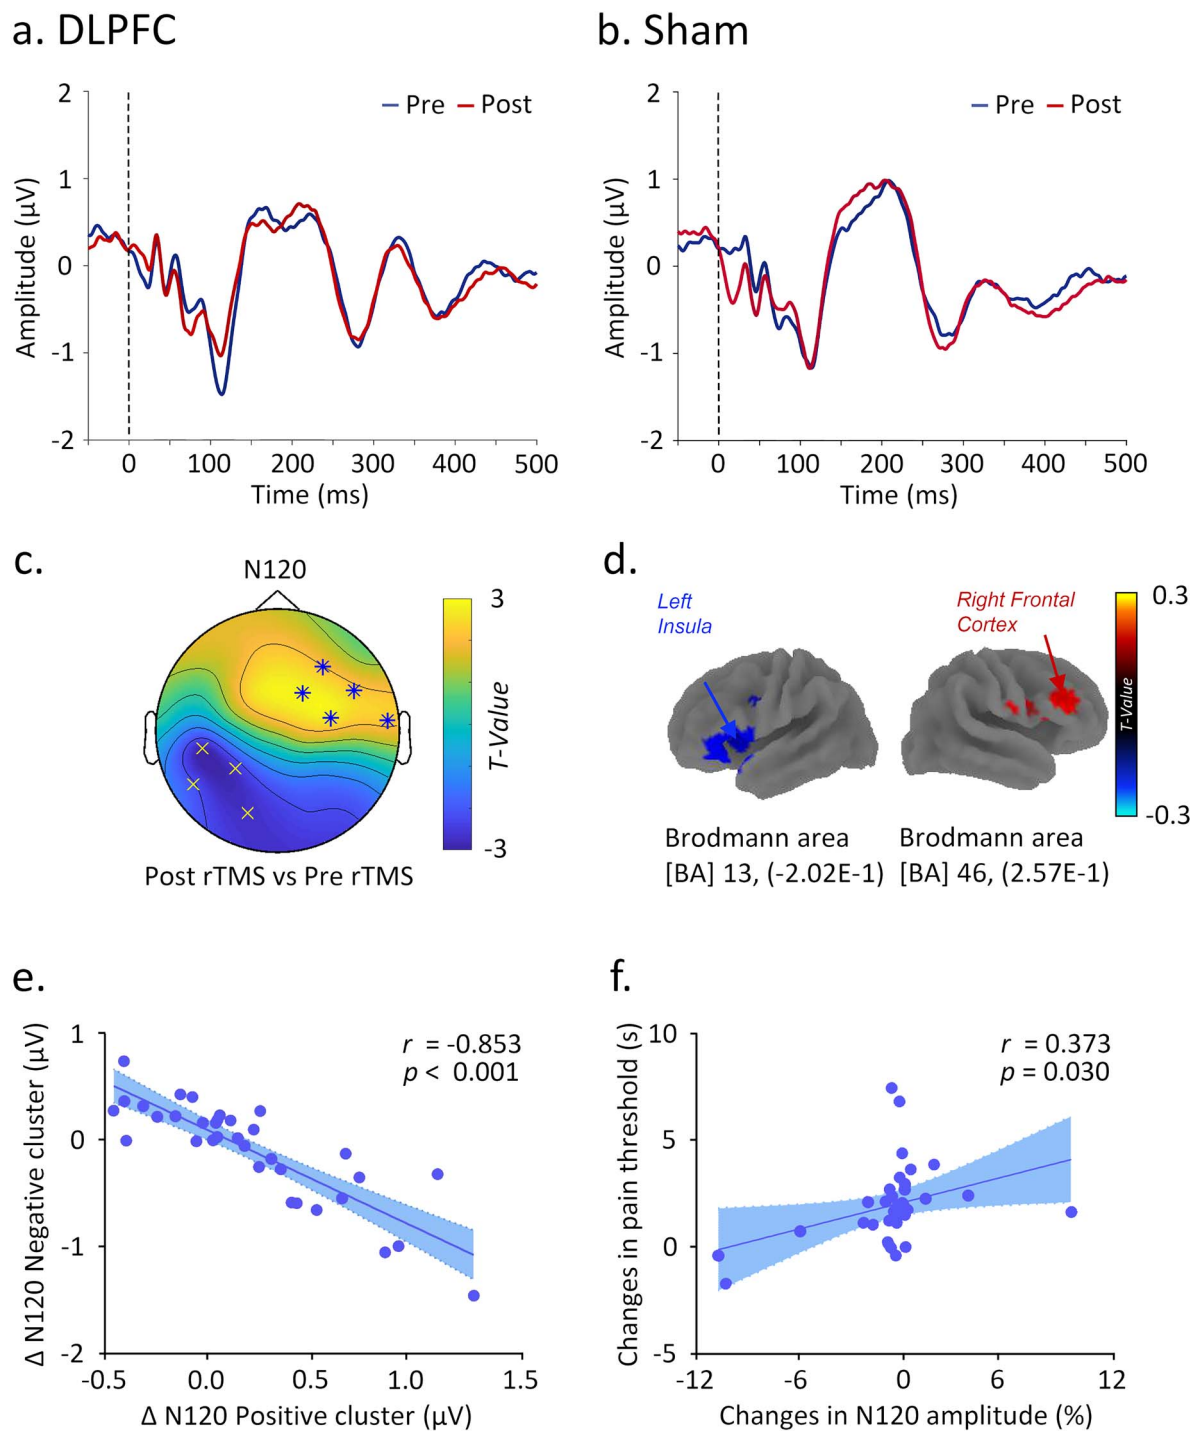 a. DLPFC
b. Sham
2
1
0
-1
-2
Amplitude (µV)
Pre
Post
0
100
200
300
400
500
Time (ms)
2
1
0
-1
-2
Amplitude (µV)
Pre
Post
0
100
200
300
400
500
Time (ms)
c.
N120
3
T-Value
-3
Post rTMS vs Pre rTMS
d.
Left
Insula
Right Frontal
Cortex
0.3
T-Value
-0.3
Brodmann area
[BA] 13, (-2.02E-1)
Brodmann area
[BA] 46, (2.57E-1)
e.
1
0
-1
-2
Δ N120 Negative cluster (µV)
r = -0.853
p < 0.001
-0.5
0.0
0.5
1.0
1.5
Δ N120 Positive cluster (µV)
f.
10
5
0
-5
Changes in pain threshold (s)
r = 0.373
p = 0.030
-12
-6
0
6
12
Changes in N120 amplitude (%)